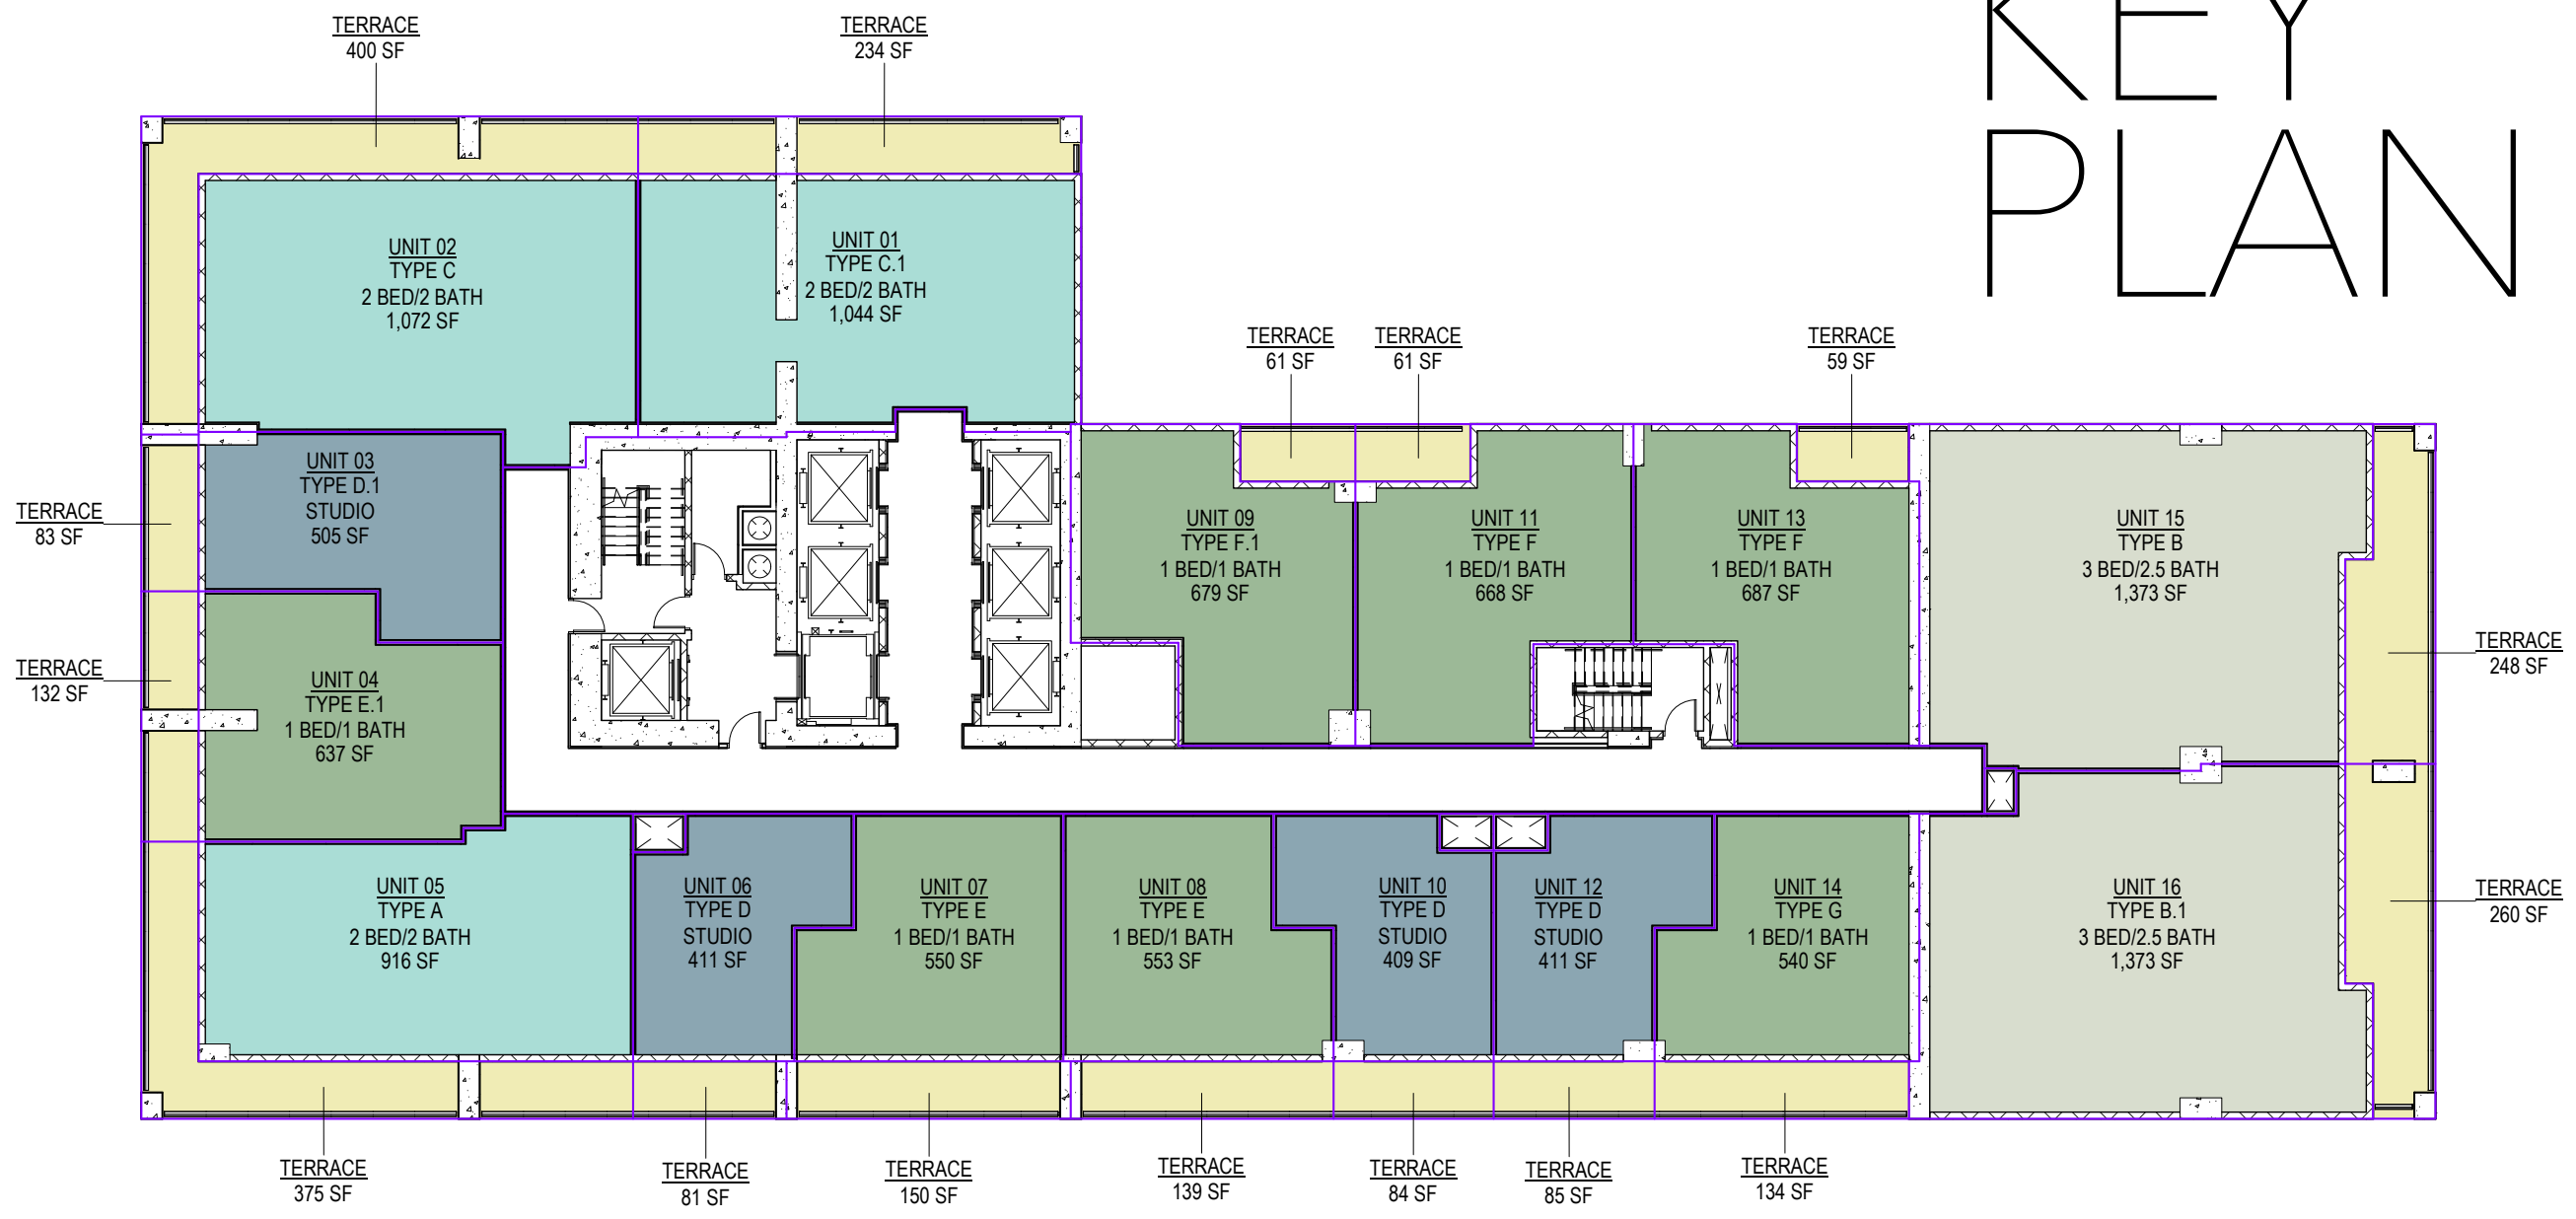 KEY
PLAN
TERRACE
400 SF
TERRACE
234 SF
UNIT 02
TYPE C
2 BED/2 BATH
1,072 SF
UNIT 01
TYPE C.1
2 BED/2 BATH
1,044 SF
TERRACE
61 SF
TERRACE
61 SF
TERRACE
59 SF
UNIT 03
TYPE D.1
STUDIO
505 SF
TERRACE
83 SF
UNIT 09
TYPE F.1
1 BED/1 BATH
679 SF
UNIT 11
TYPE F
1 BED/1 BATH
668 SF
UNIT 13
TYPE F
1 BED/1 BATH
687 SF
UNIT 15
TYPE B
3 BED/2.5 BATH
1,373 SF
TERRACE
248 SF
TERRACE
132 SF
UNIT 04
TYPE E.1
1 BED/1 BATH
637 SF
UNIT 05
TYPE A
2 BED/2 BATH
916 SF
UNIT 06
TYPE D
STUDIO
411 SF
UNIT 07
TYPE E
1 BED/1 BATH
550 SF
UNIT 08
TYPE E
1 BED/1 BATH
553 SF
UNIT 10
TYPE D
STUDIO
409 SF
UNIT 12
TYPE D
STUDIO
411 SF
UNIT 14
TYPE G
1 BED/1 BATH
540 SF
UNIT 16
TYPE B.1
3 BED/2.5 BATH
1,373 SF
TERRACE
260 SF
TERRACE
375 SF
TERRACE
81 SF
TERRACE
150 SF
TERRACE
139 SF
TERRACE
84 SF
TERRACE
85 SF
TERRACE
134 SF